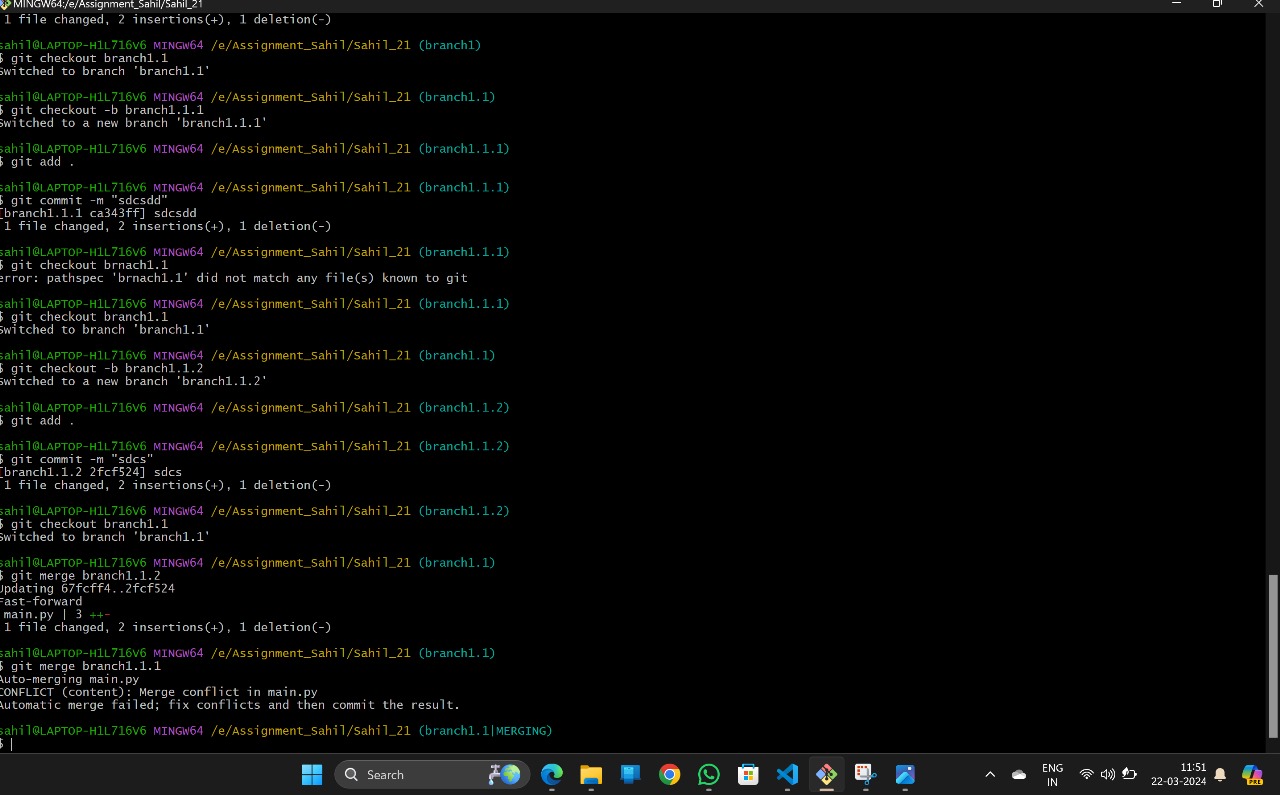 MINGW64:/e/Assignment_Sahil/Sahil_21
1 file changed, 2 insertions(+), 1 deletion(-)
sahil@LAPTOP-H1L716V6 MINGW64 /e/Assignment_Sahil/Sahil_21 (branch1)
$ git checkout branch1.1
Switched to branch 'branch1.1'
sahil@LAPTOP-H1L716V6 MINGW64 /e/Assignment_Sahil/Sahil_21 (branch1.1)
$ git checkout -b branch1.1.1
Switched to a new branch 'branch1.1.1'
sahil@LAPTOP-H1L716V6 MINGW64 /e/Assignment_Sahil/Sahil_21 (branch1.1.1)
$ git add .
sahil@LAPTOP-H1L716V6 MINGW64 /e/Assignment_Sahil/Sahil_21 (branch1.1.1)
$ git commit -m "sdcsdd"
[branch1.1.1 ca343ff] sdcsdd
1 file changed, 2 insertions(+), 1 deletion(-)
sahil@LAPTOP-H1L716V6 MINGW64 /e/Assignment_Sahil/Sahil_21 (branch1.1.1)
$ git checkout brnach1.1
error: pathspec 'brnach1.1' did not match any file(s) known to git
sahil@LAPTOP-H1L716V6 MINGW64 /e/Assignment_Sahil/Sahil_21 (branch1.1.1)
$ git checkout branch1.1
Switched to branch 'branch1.1'
sahil@LAPTOP-H1L716V6 MINGW64 /e/Assignment_Sahil/Sahil_21 (branch1.1)
$ git checkout -b branch1.1.2
Switched to a new branch 'branch1.1.2'
sahil@LAPTOP-H1L716V6 MINGW64 /e/Assignment_Sahil/Sahil_21 (branch1.1.2)
$ git add .
sahil@LAPTOP-H1L716V6 MINGW64 /e/Assignment_Sahil/Sahil_21 (branch1.1.2)
$ git commit -m "sdcs"
[branch1.1.2 2fcf524] sdcs
1 file changed, 2 insertions(+), 1 deletion(-)
sahil@LAPTOP-H1L716V6 MINGW64 /e/Assignment_Sahil/Sahil_21 (branch1.1.2)
$ git checkout branch1.1
Switched to branch 'branch1.1'
sahil@LAPTOP-H1L716V6 MINGW64 /e/Assignment_Sahil/Sahil_21 (branch1.1)
$ git merge branch1.1.2
Updating 67fcff4..2fcf524
Fast-forward
main.py | 3 ++-
1 file changed, 2 insertions(+), 1 deletion(-)
sahil@LAPTOP-H1L716V6 MINGW64 /e/Assignment_Sahil/Sahil_21 (branch1.1)
$ git merge branch1.1.1
Auto-merging main.py
CONFLICT (content): Merge conflict in main.py
Automatic merge failed; fix conflicts and then commit the result.
sahil@LAPTOP-H1L716V6 MINGW64 /e/Assignment_Sahil/Sahil_21 (branch1.1|MERGING)
$
Search
ENG
IN
11:51
22-03-2024
PRE